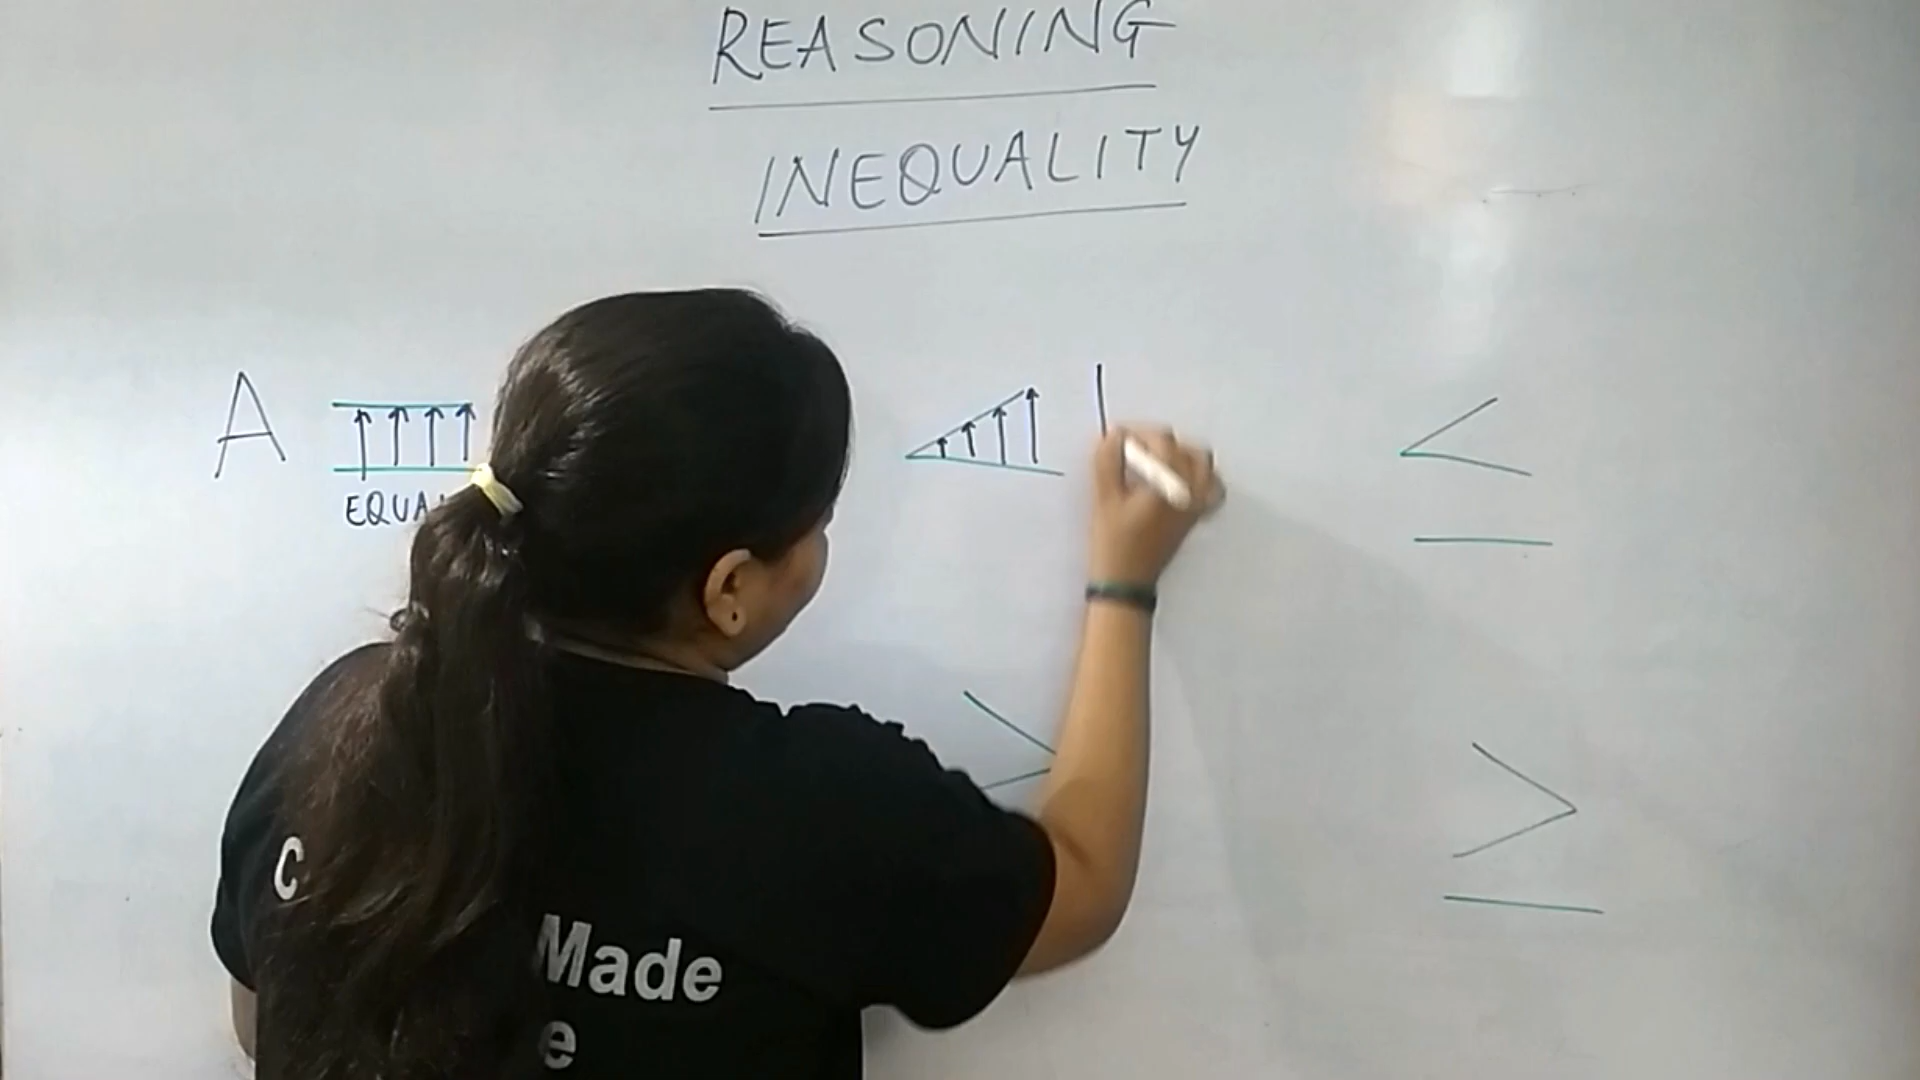 REASONING
INEQUALITY
A = <
<
>
>
C
Made
e